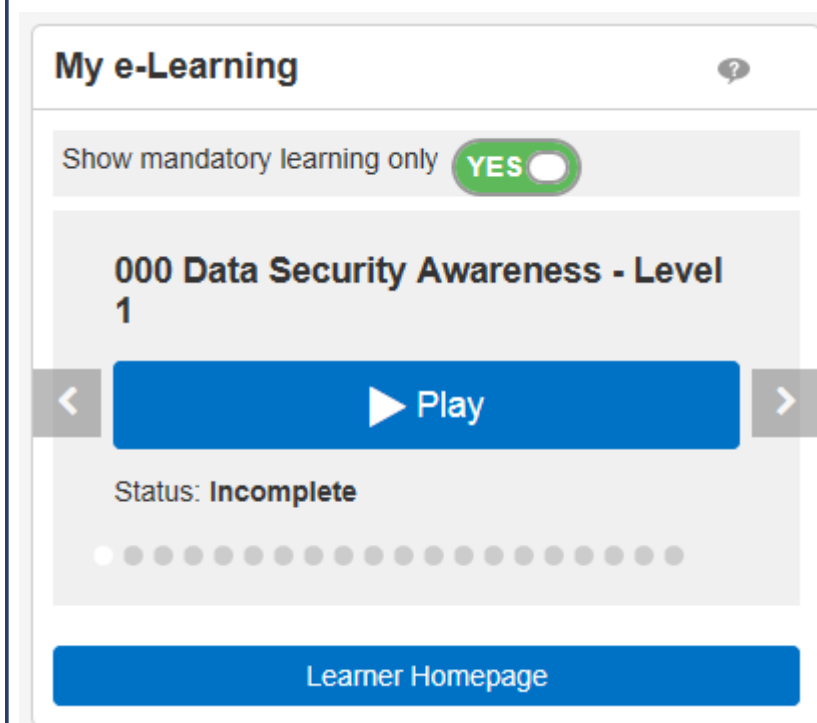 My e-Learning
?
Show mandatory learning only YES
000 Data Security Awareness - Level
1
Play
Status: Incomplete
Learner Homepage